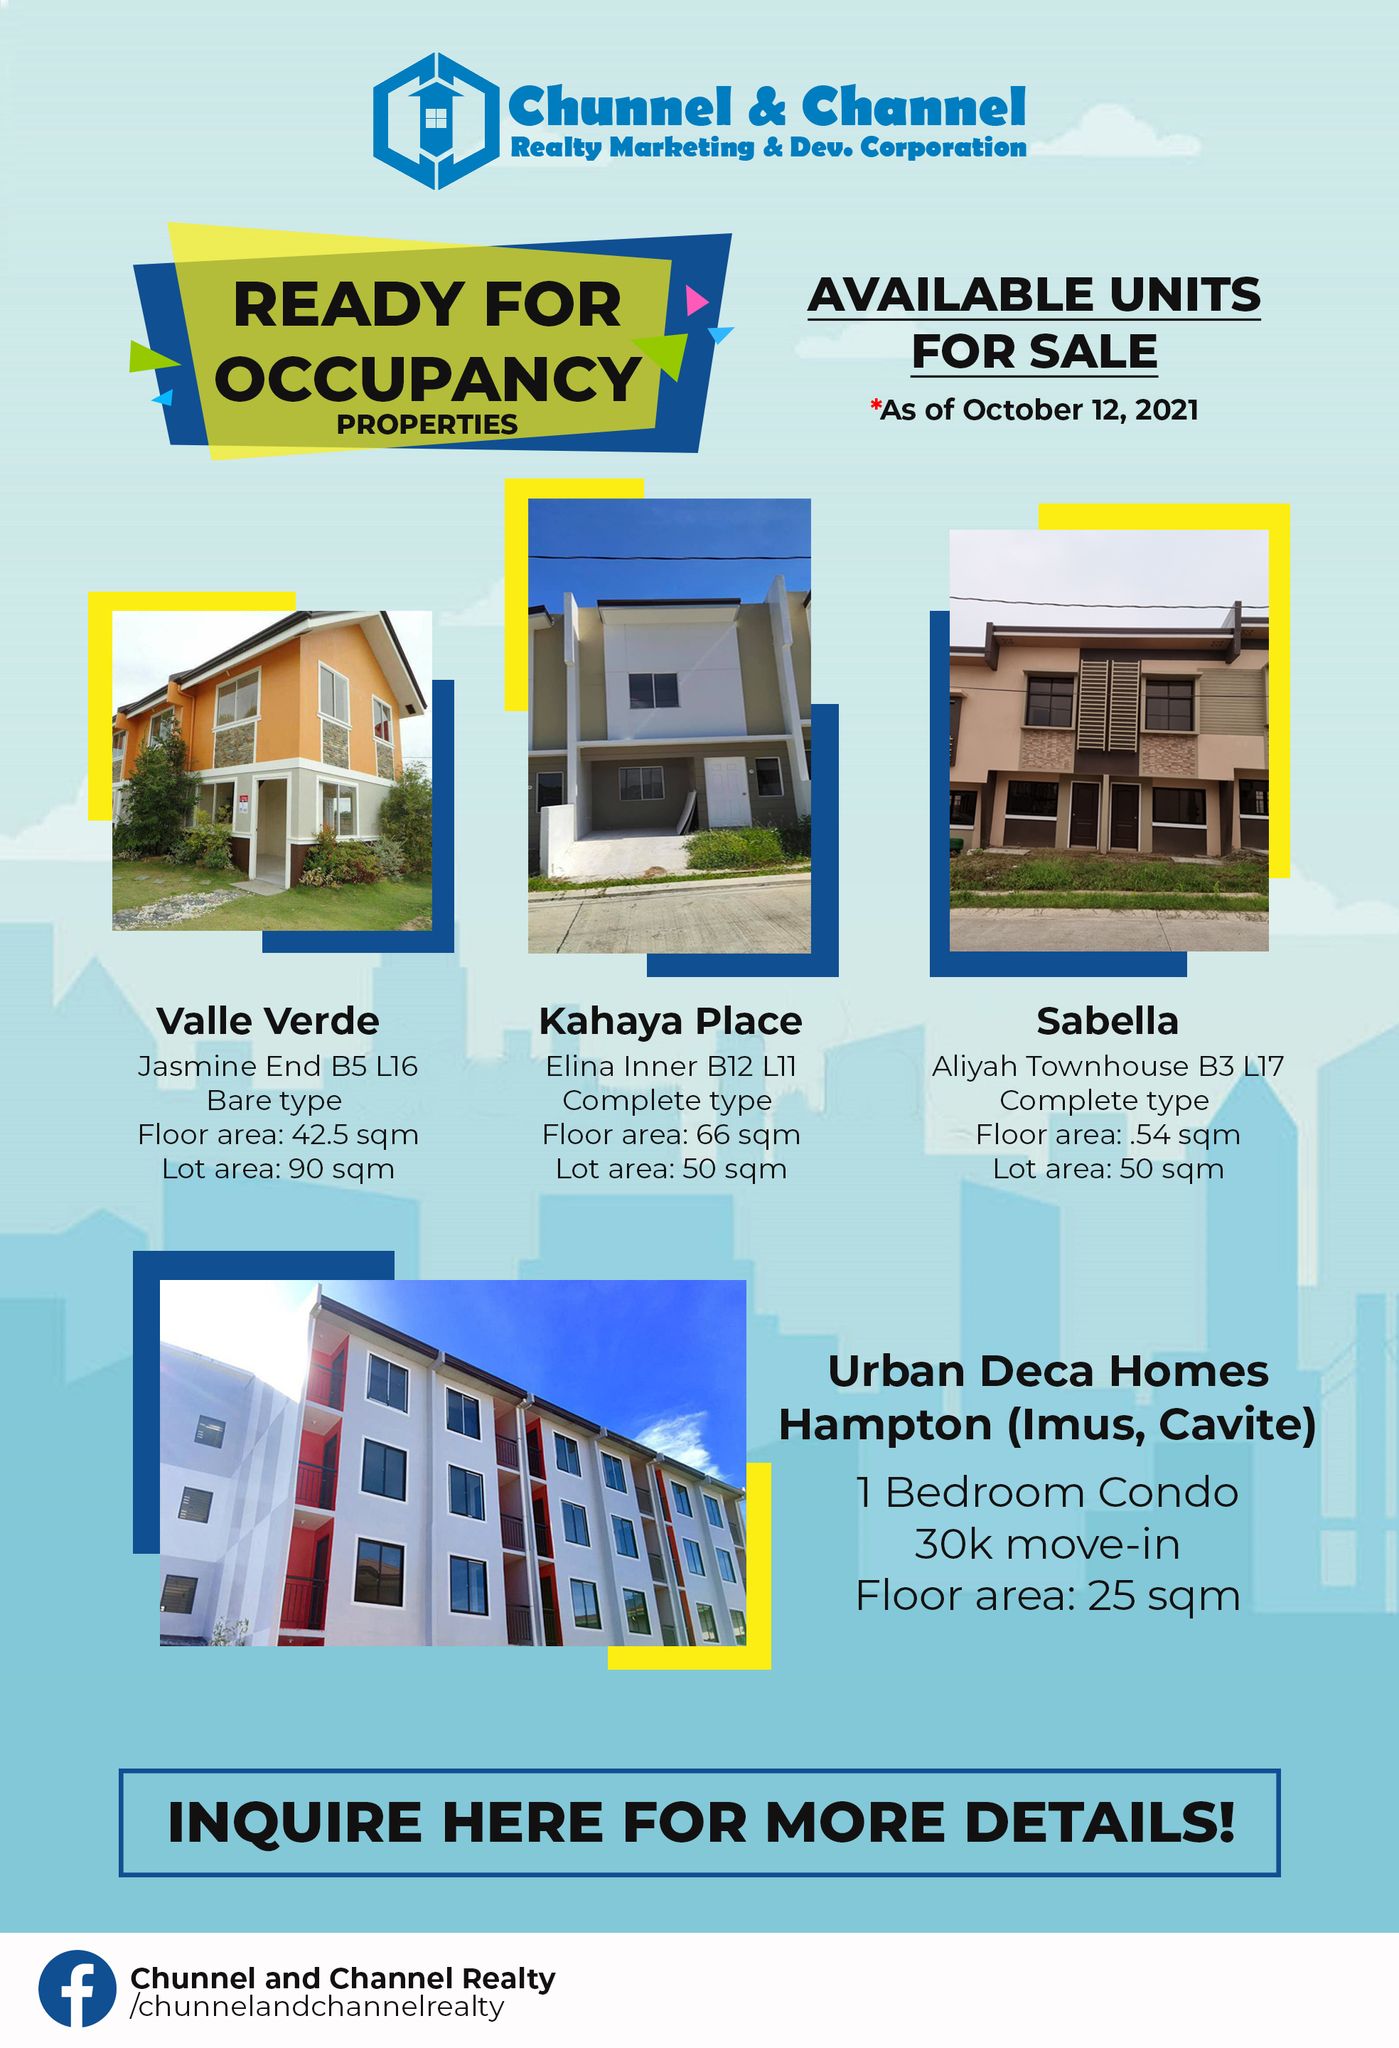 Chunnel & Channel
Realty Marketing & Dev. Corporation
READY FOR
OCCUPANCY
PROPERTIES
AVAILABLE UNITS
FOR SALE
*As of October 12, 2021
Valle Verde
Jasmine End B5 L16
Bare type
Floor area: 42.5 sqm
Lot area: 90 sqm
Kahaya Place
Elina Inner B12 L11
Complete type
Floor area: 66 sqm
Lot area: 50 sqm
Sabella
Aliyah Townhouse B3 L17
Complete type
Floor area: .54 sqm
Lot area: 50 sqm
Urban Deca Homes
Hampton (Imus, Cavite)
1 Bedroom Condo
30k move-in
Floor area: 25 sqm
INQUIRE HERE FOR MORE DETAILS!
Chunnel and Channel Realty
/chunnelandchannelrealty